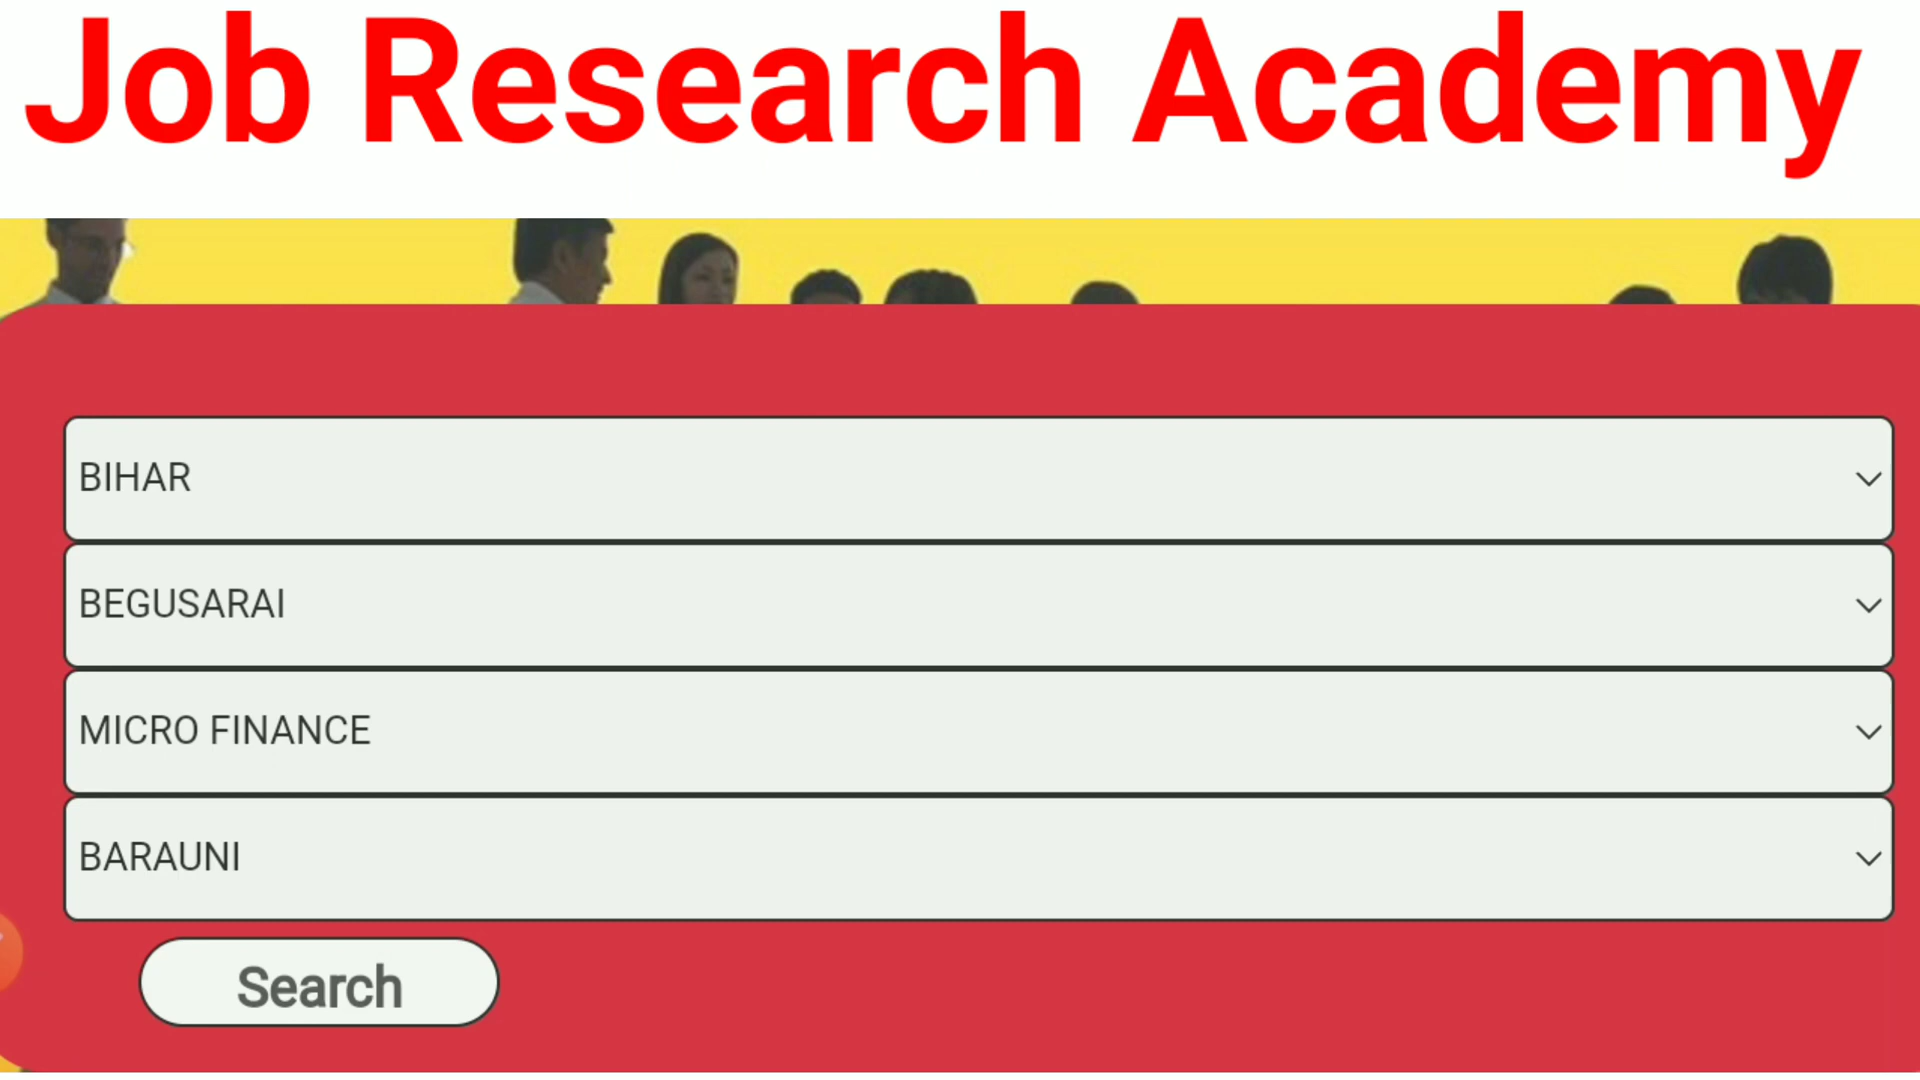 Job Research Academy
BIHAR
BEGUSARAI
MICRO FINANCE
BARAUNI
Search